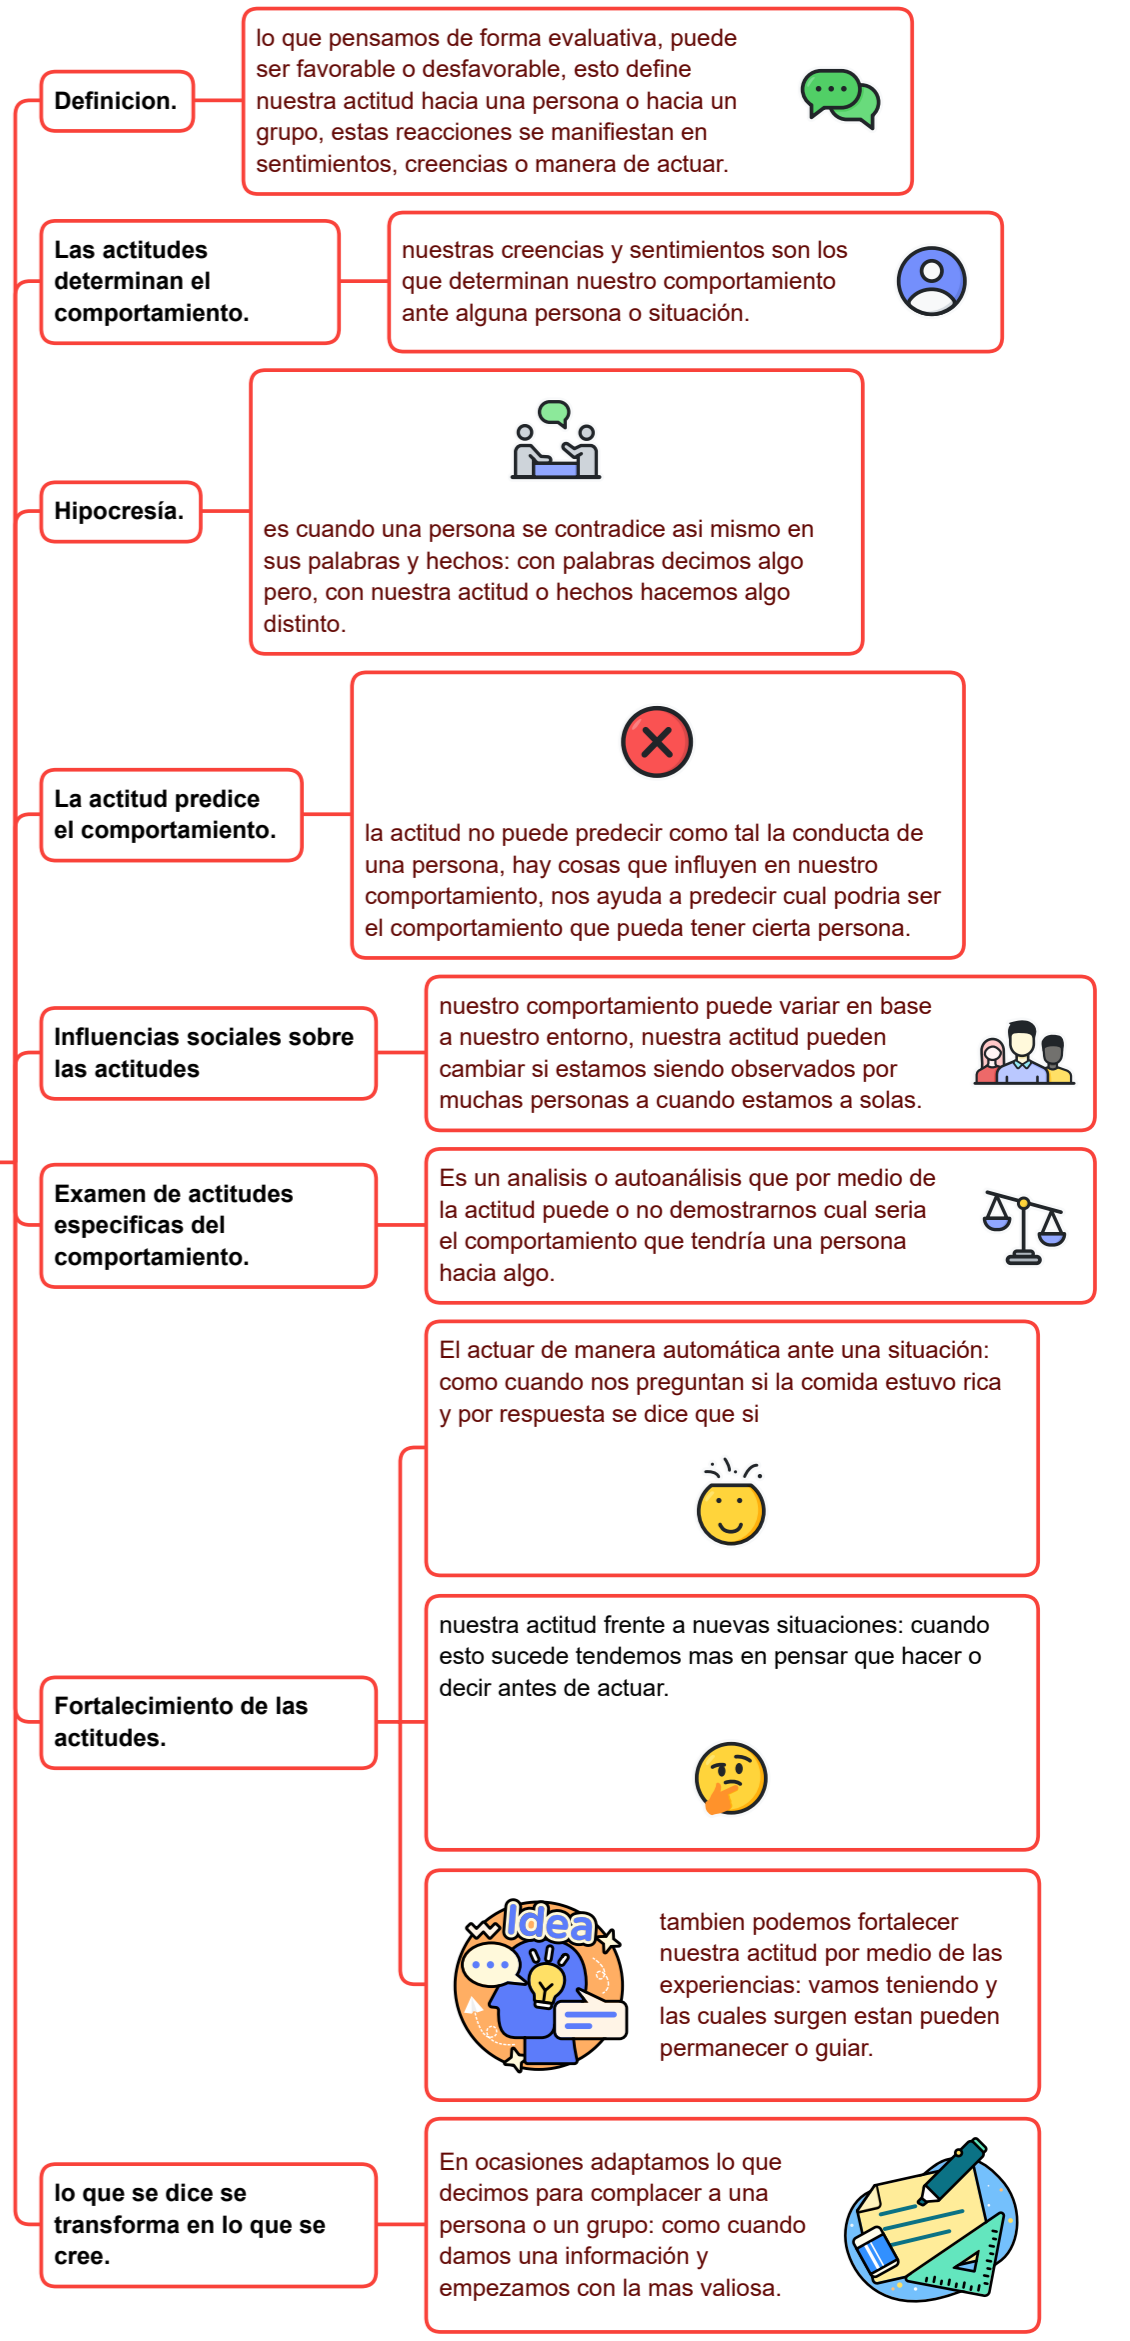 Definicion.
lo que pensamos de forma evaluativa, puede
ser favorable o desfavorable, esto define
nuestra actitud hacia una persona o hacia un
grupo, estas reacciones se manifiestan en
sentimientos, creencias o manera de actuar.
Las actitudes
determinan el
comportamiento.
nuestras creencias y sentimientos son los
que determinan nuestro comportamiento
ante alguna persona o situación.
Hipocresía.
es cuando una persona se contradice asi mismo en
sus palabras y hechos: con palabras decimos algo
pero, con nuestra actitud o hechos hacemos algo
distinto.
La actitud predice
el comportamiento.
la actitud no puede predecir como tal la conducta de
una persona, hay cosas que influyen en nuestro
comportamiento, nos ayuda a predecir cual podria ser
el comportamiento que pueda tener cierta persona.
Influencias sociales sobre
las actitudes
nuestro comportamiento puede variar en base
a nuestro entorno, nuestra actitud pueden
cambiar si estamos siendo observados por
muchas personas a cuando estamos a solas.
Examen de actitudes
especificas del
comportamiento.
Es un analisis o autoanálisis que por medio de
la actitud puede o no demostrarnos cual seria
el comportamiento que tendría una persona
hacia algo.
Fortalecimiento de las
actitudes.
El actuar de manera automática ante una situación:
como cuando nos preguntan si la comida estuvo rica
y por respuesta se dice que si
nuestra actitud frente a nuevas situaciones: cuando
esto sucede tendemos mas en pensar que hacer o
decir antes de actuar.
Idea
tambien podemos fortalecer
nuestra actitud por medio de las
experiencias: vamos teniendo y
las cuales surgen estan pueden
permanecer o guiar.
lo que se dice se
transforma en lo que se
cree.
En ocasiones adaptamos lo que
decimos para complacer a una
persona o un grupo: como cuando
damos una información y
empezamos con la mas valiosa.